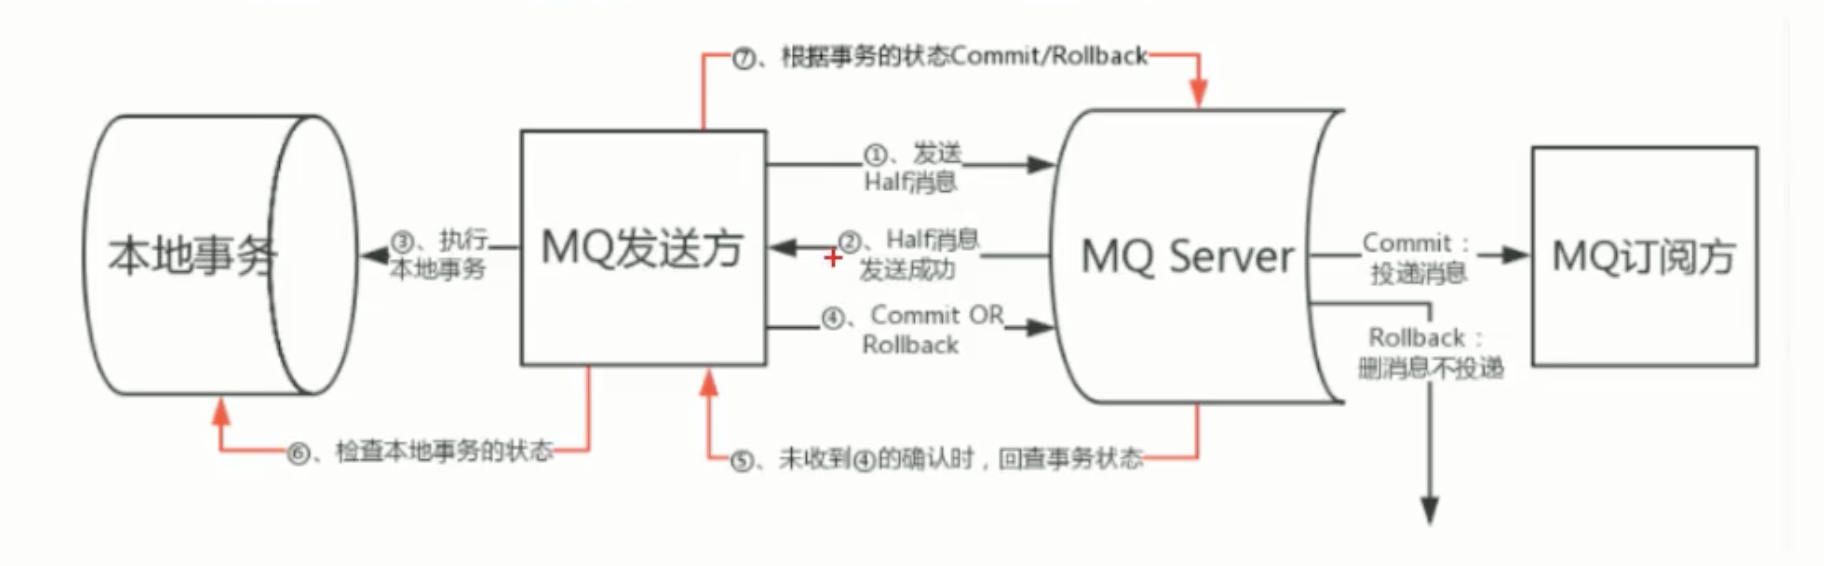 ⑦、根据事务的状态Commit/Rollback
①、发送
Half消息
本地事务
③、执行
本地事务
MQ发送方
②、Half消息
发送成功
MQ Server
Commit：
投递消息
MQ订阅方
④、Commit OR
Rollback
Rollback：
删消息不投递
⑥、检查本地事务的状态
⑤、未收到④的确认时，回查事务状态